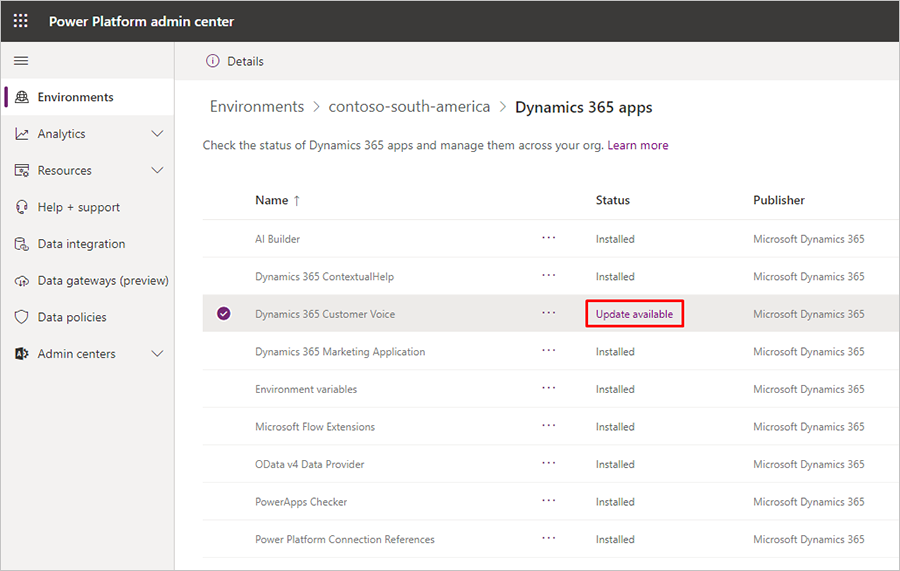 Power Platform admin center
Details
Environments
Analytics
Resources
Help + support
Data integration
Data gateways (preview)
Data policies
Admin centers
Environments > contoso-south-america > Dynamics 365 apps
Check the status of Dynamics 365 apps and manage them across your org. Learn more
Name ↑ Status Publisher
AI Builder ... Installed Microsoft Dynamics 365
Dynamics 365 ContextualHelp ... Installed Microsoft Dynamics 365
Dynamics 365 Customer Voice ... Update available Microsoft Dynamics 365
Dynamics 365 Marketing Application ... Installed Microsoft Dynamics 365
Environment variables ... Installed Microsoft Dynamics 365
Microsoft Flow Extensions ... Installed Microsoft Dynamics 365
OData v4 Data Provider ... Installed Microsoft Dynamics 365
PowerApps Checker ... Installed Microsoft Dynamics 365
Power Platform Connection References ... Installed Microsoft Dynamics 365